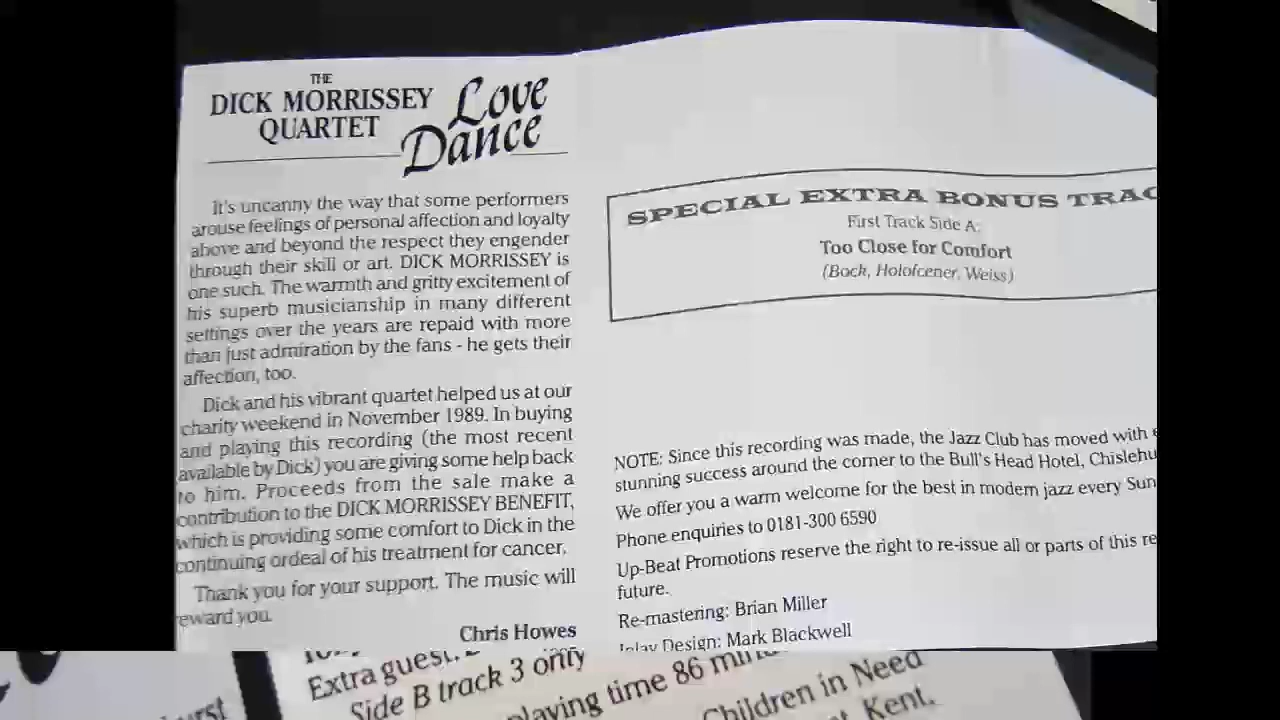 THE
DICK MORRISSEY
QUARTET
Love
Dance
It's uncanny the way that some performers
arouse feelings of personal affection and loyalty
above and beyond the respect they engender
through their skill or art. DICK MORRISSEY is
one such. The warmth and gritty excitement of
his superb musicianship in many different
settings over the years are repaid with more
than just admiration by the fans - he gets their
affection, too.
Dick and his vibrant quartet helped us at our
charity weekend in November 1989. In buying
and playing this recording (the most recent
available by Dick) you are giving some help back
to him. Proceeds from the sale make a
contribution to the DICK MORRISSEY BENEFIT,
which is providing some comfort to Dick in the
continuing ordeal of his treatment for cancer.
Thank you for your support. The music will
eward you.
Chris Howes
SPECIAL EXTRA BONUS TRAC
First Track Side A:
Too Close for Comfort
(Bock, Holofcener, Weiss)
NOTE: Since this recording was made, the Jazz Club has moved with
stunning success around the corner to the Bull's Head Hotel, Chislehu
We offer you a warm welcome for the best in modern jazz every Sun
Phone enquiries to 0181-300 6590
Up-Beat Promotions reserve the right to re-issue all or parts of this re
future.
Re-mastering: Brian Miller
Inlay Design: Mark Blackwell
Extra guest
Side B track 3 only
playing time 86
Children in Need
Kent.